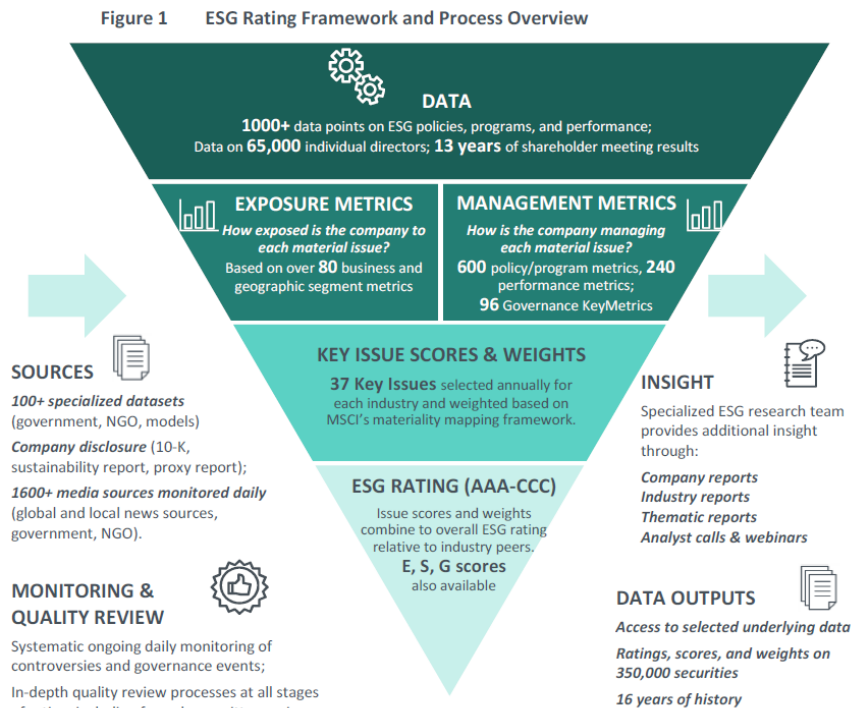 Figure 1 ESG Rating Framework and Process Overview
DATA
1000+ data points on ESG policies, programs, and performance;
Data on 65,000 individual directors; 13 years of shareholder meeting results
EXPOSURE METRICS
How exposed is the company to
each material issue?
Based on over 80 business and
geographic segment metrics
MANAGEMENT METRICS
How is the company managing
each material issue?
600 policy/program metrics, 240
performance metrics;
96 Governance KeyMetrics
KEY ISSUE SCORES & WEIGHTS
37 Key Issues selected annually for
each industry and weighted based on
MSCI's materiality mapping framework.
ESG RATING (AAA-CCC)
Issue scores and weights
combine to overall ESG rating
relative to industry peers.
E, S, G scores
also available
SOURCES
100+ specialized datasets
(government, NGO, models)
Company disclosure (10-K,
sustainability report, proxy report);
1600+ media sources monitored daily
(global and local news sources,
government, NGO).
MONITORING &
QUALITY REVIEW
Systematic ongoing daily monitoring of
controversies and governance events;
In-depth quality review processes at all stages
INSIGHT
Specialized ESG research team
provides additional insight
through:
Company reports
Industry reports
Thematic reports
Analyst calls & webinars
DATA OUTPUTS
Access to selected underlying data
Ratings, scores, and weights on
350,000 securities
16 years of history